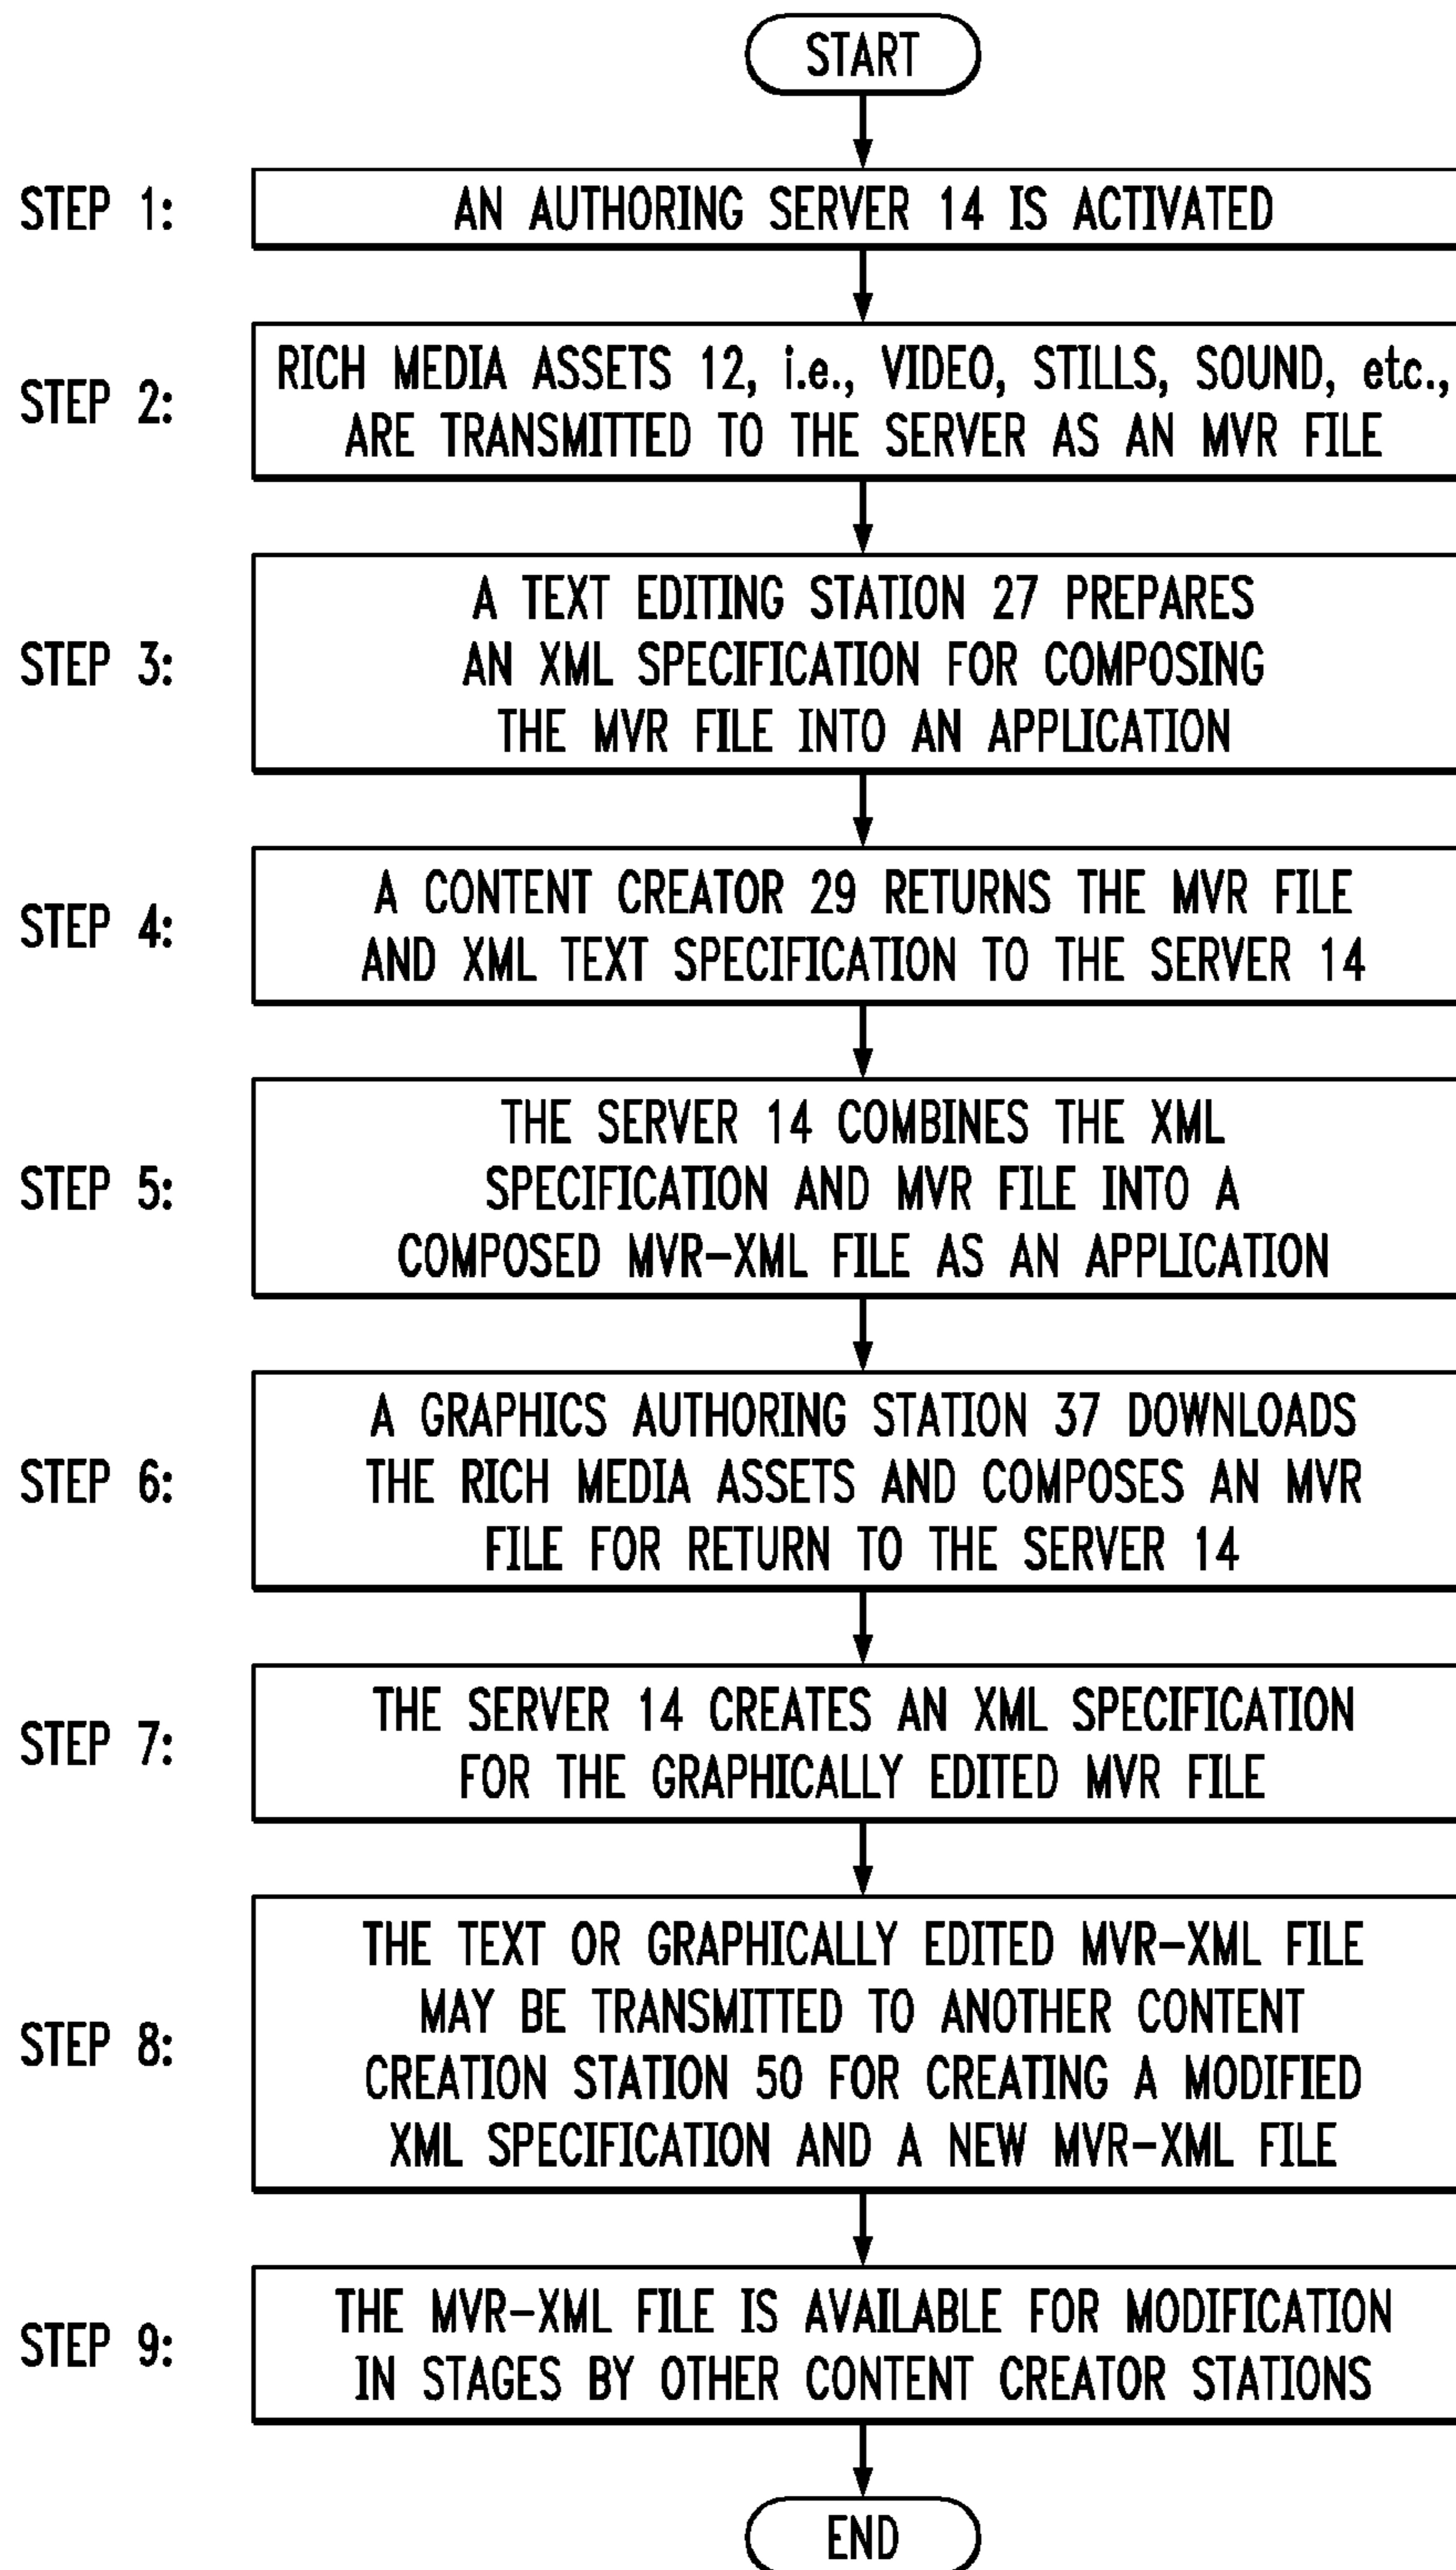 START
STEP 1:
AN AUTHORING SERVER 14 IS ACTIVATED
STEP 2:
RICH MEDIA ASSETS 12, i.e., VIDEO, STILLS, SOUND, etc.,
ARE TRANSMITTED TO THE SERVER AS AN MVR FILE
STEP 3:
A TEXT EDITING STATION 27 PREPARES
AN XML SPECIFICATION FOR COMPOSING
THE MVR FILE INTO AN APPLICATION
STEP 4:
A CONTENT CREATOR 29 RETURNS THE MVR FILE
AND XML TEXT SPECIFICATION TO THE SERVER 14
STEP 5:
THE SERVER 14 COMBINES THE XML
SPECIFICATION AND MVR FILE INTO A
COMPOSED MVR-XML FILE AS AN APPLICATION
STEP 6:
A GRAPHICS AUTHORING STATION 37 DOWNLOADS
THE RICH MEDIA ASSETS AND COMPOSES AN MVR
FILE FOR RETURN TO THE SERVER 14
STEP 7:
THE SERVER 14 CREATES AN XML SPECIFICATION
FOR THE GRAPHICALLY EDITED MVR FILE
STEP 8:
THE TEXT OR GRAPHICALLY EDITED MVR-XML FILE
MAY BE TRANSMITTED TO ANOTHER CONTENT
CREATION STATION 50 FOR CREATING A MODIFIED
XML SPECIFICATION AND A NEW MVR-XML FILE
STEP 9:
THE MVR-XML FILE IS AVAILABLE FOR MODIFICATION
IN STAGES BY OTHER CONTENT CREATOR STATIONS
END